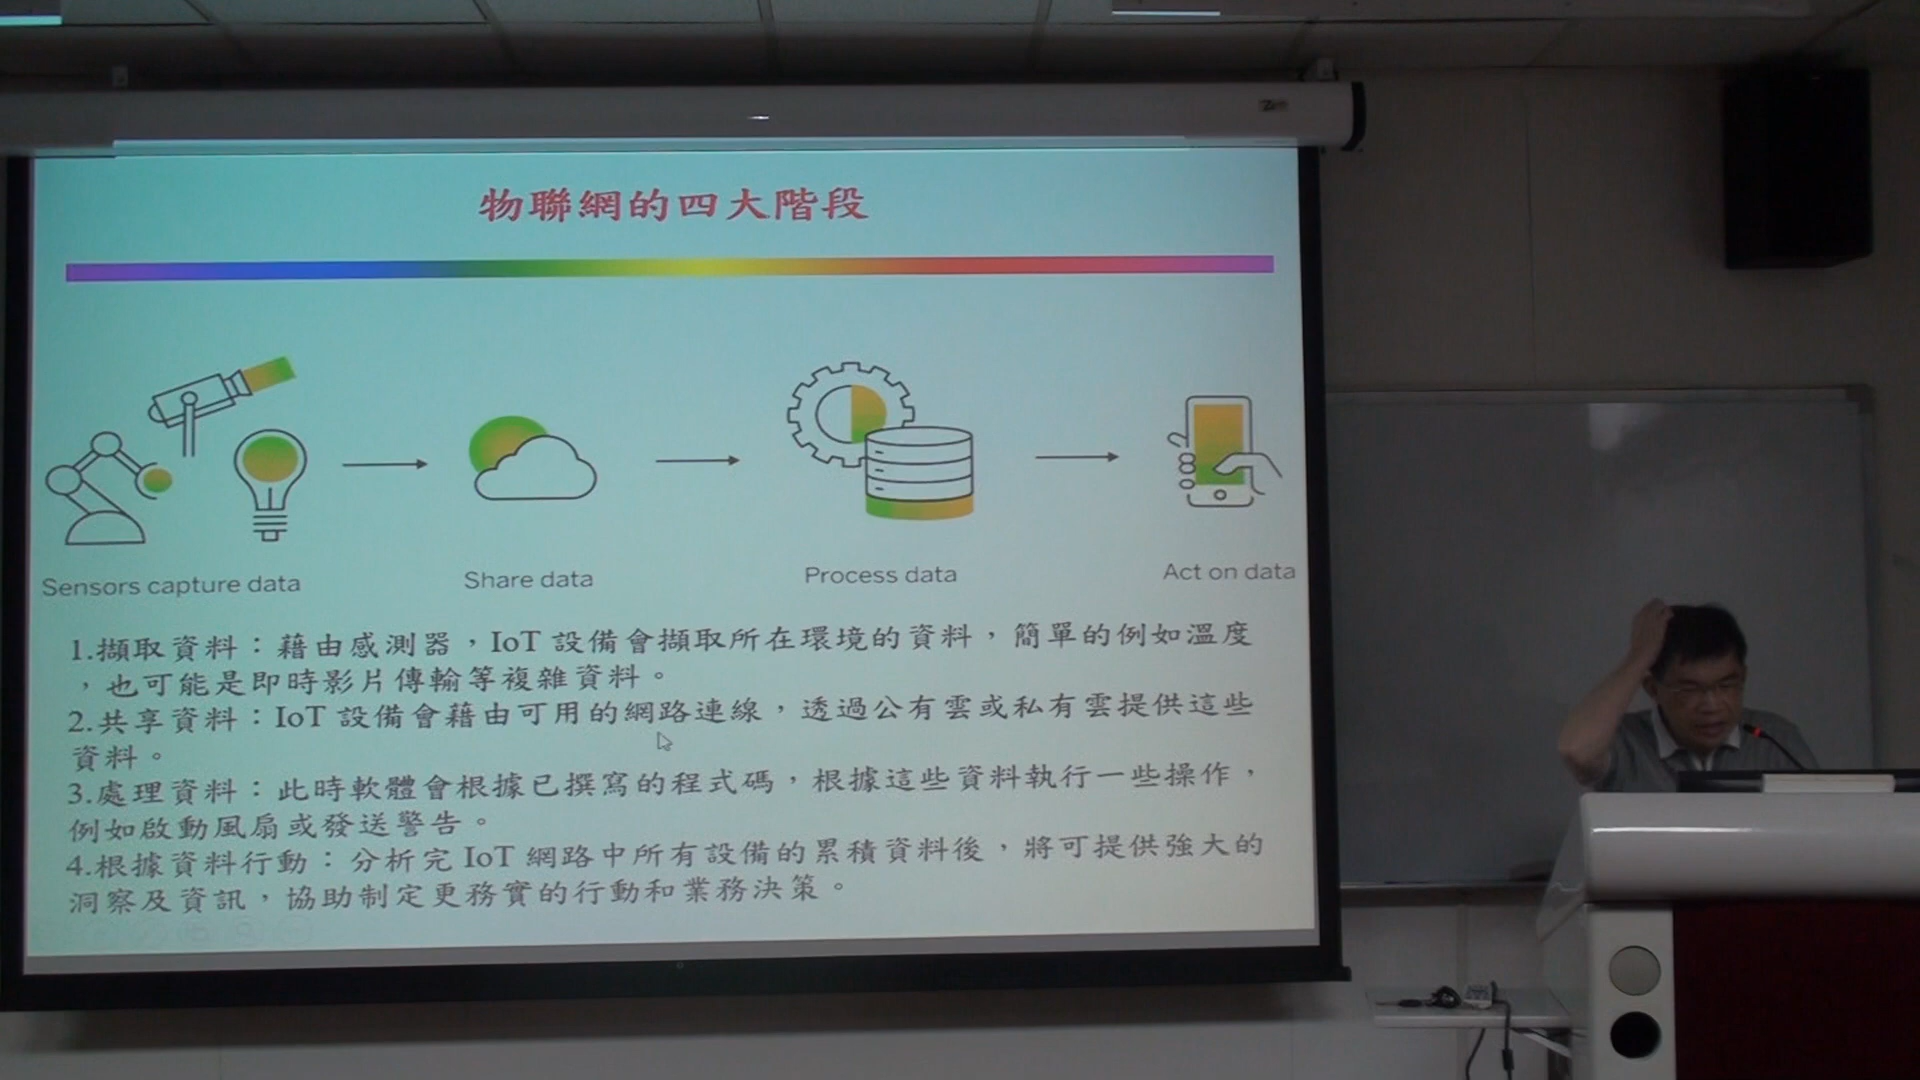 物聯網的四大階段
Sensors capture data
Share data
Process data
Act on data
1.擷取資料：藉由感測器，IoT 設備會擷取所在環境的資料，簡單的例如溫度
，也可能是即時影片傳輸等複雜資料。
2.共享資料：IoT 設備會藉由可用的網路連線，透過公有雲或私有雲提供這些
資料。
3.處理資料：此時軟體會根據已撰寫的程式碼，根據這些資料執行一些操作，
例如啟動風扇或發送警告。
4.根據資料行動：分析完 IoT 網路中所有設備的累積資料後，將可提供強大的
洞察及資訊，協助制定更務實的行動和業務決策。